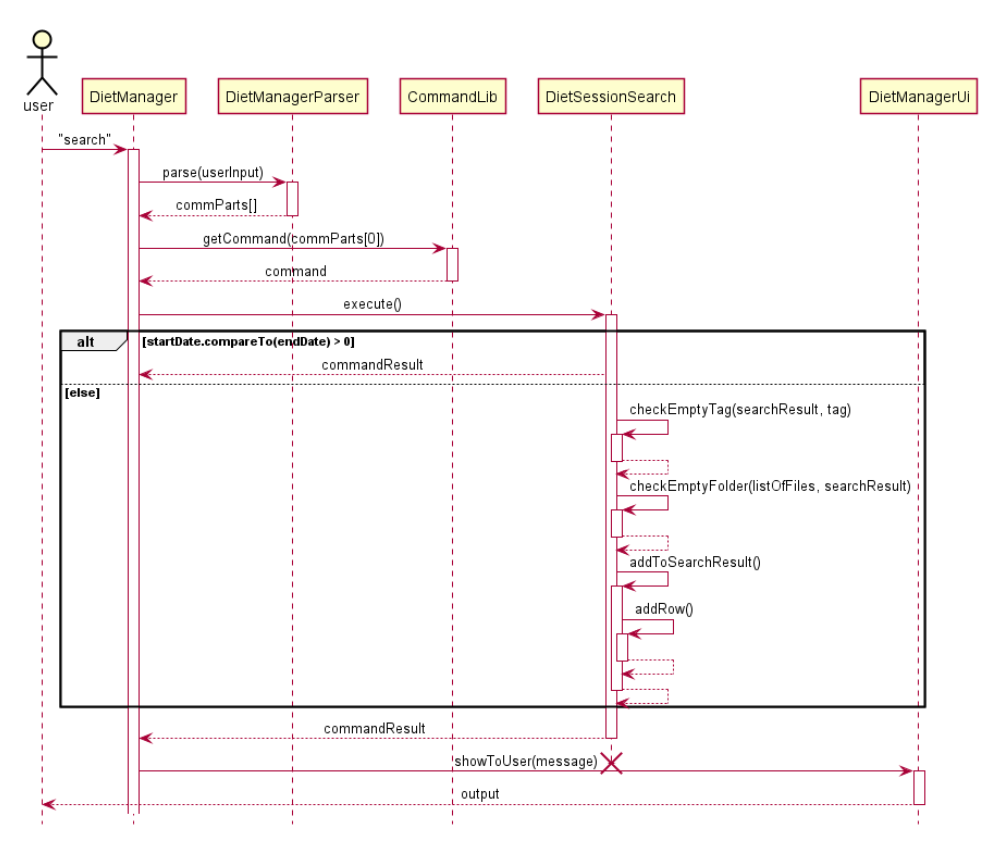 user
DietManager
DietManagerParser
CommandLib
DietSessionSearch
DietManagerUi
"search"
parse(userInput)
commParts[]
getCommand(commParts[0])
command
execute()
alt
[startDate.compareTo(endDate) > 0]
commandResult
[else]
checkEmptyTag(searchResult, tag)
checkEmptyFolder(listOfFiles, searchResult)
addToSearchResult()
addRow()
commandResult
showToUser(message)
output